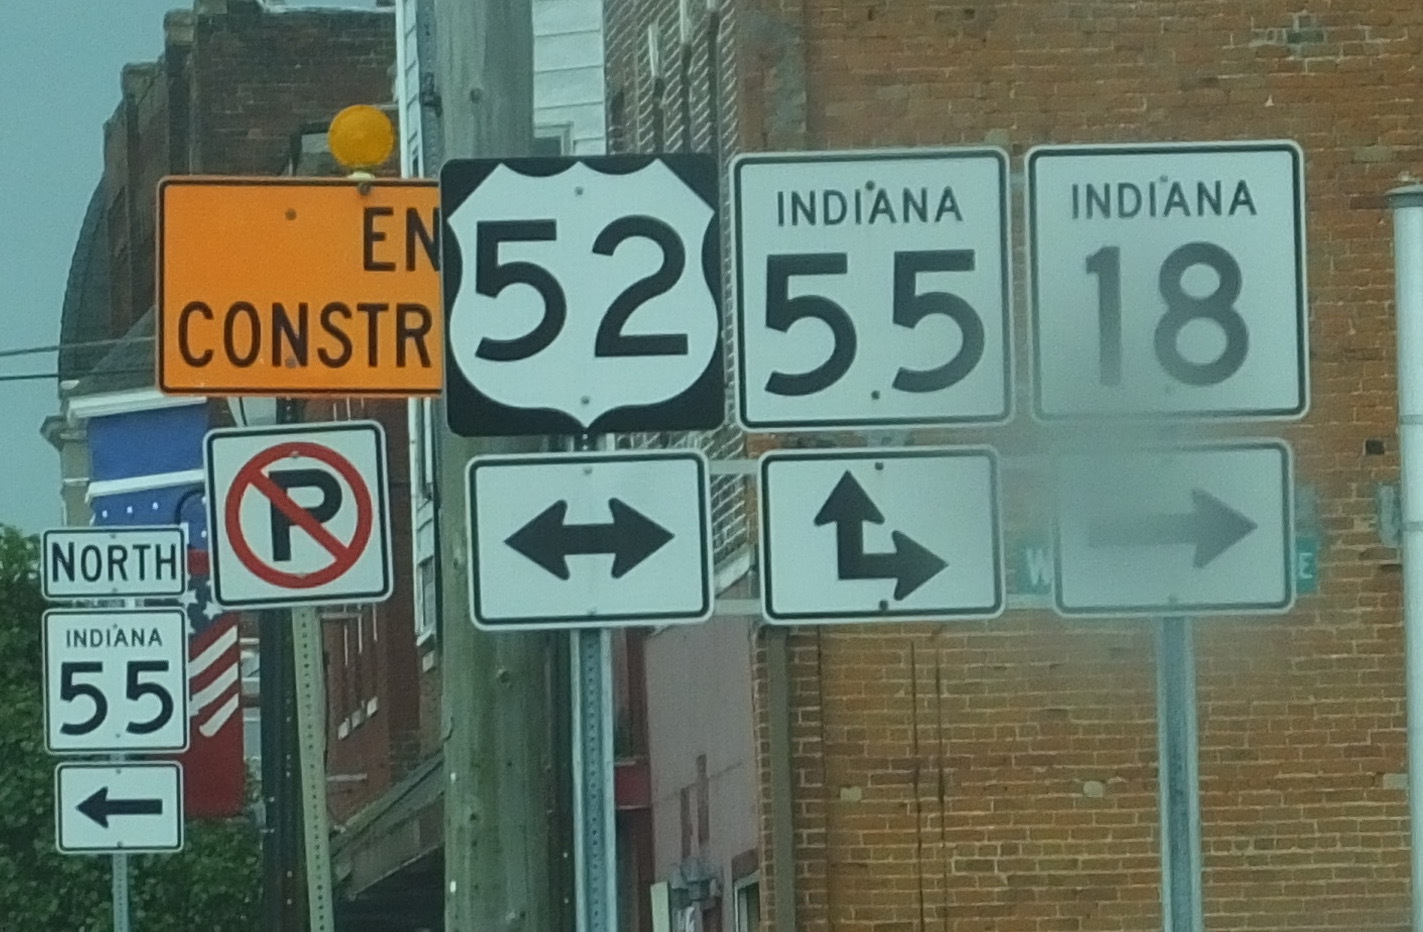 EN
CONSTR
52
INDIANA
55
INDIANA
18
P
NORTH
INDIANA
55
W
E